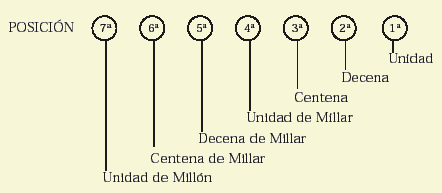 POSICIÓN 7ª 6ª 5ª 4ª 3ª 2ª 1ª
Unidad
Decena
Centena
Unidad de Millar
Decena de Millar
Centena de Millar
Unidad de Millón